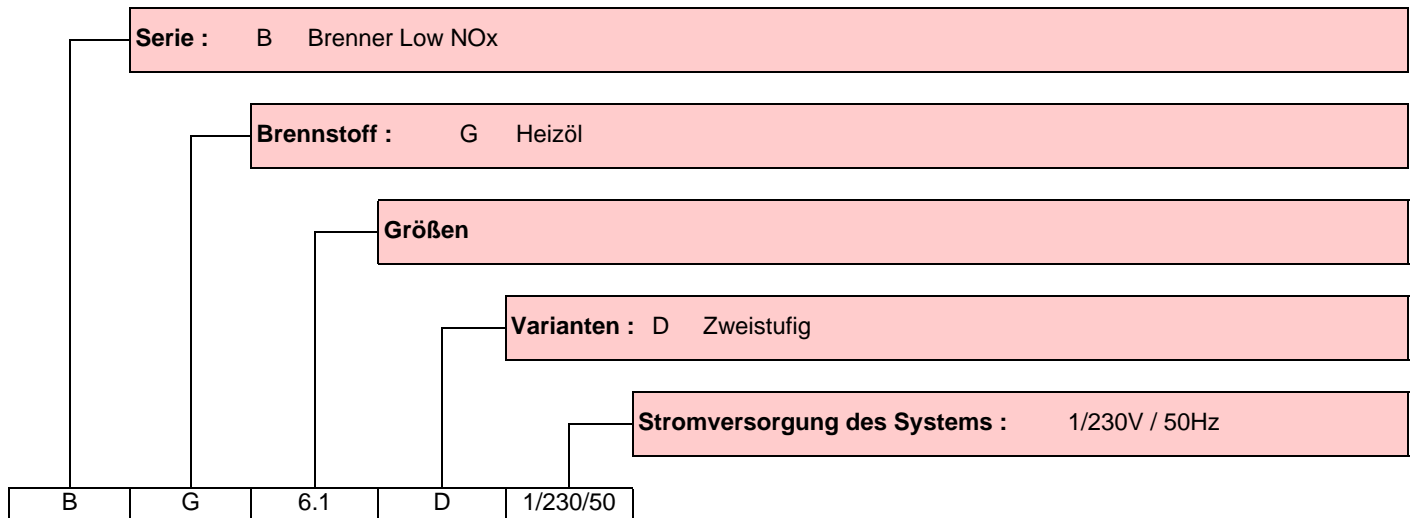 Serie : B Brenner Low NOx
Brennstoff : G Heizöl
Größen
Varianten : D Zweistufig
Stromversorgung des Systems : 1/230V / 50Hz
B G 6.1 D 1/230/50